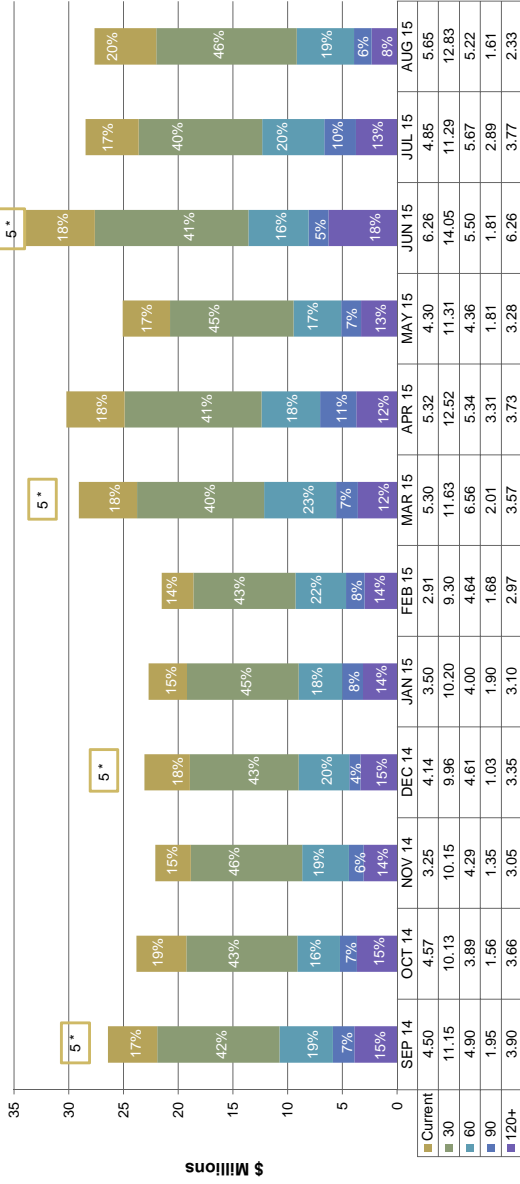 $ Millions
35
30
25
20
15
10
5
0
5 *
5 *
5 *
5 *
17% 19% 15% 18% 15% 14% 18% 18% 17% 18% 17% 20%
42% 43% 46% 43% 45% 43% 40% 41% 45% 41% 40% 46%
19% 16% 19% 20% 18% 22% 23% 18% 17% 16% 20% 19%
7% 7% 6% 4% 8% 8% 7% 11% 7% 5% 10% 6%
15% 15% 14% 15% 14% 14% 12% 12% 13% 18% 13% 8%
SEP 14 OCT 14 NOV 14 DEC 14 JAN 15 FEB 15 MAR 15 APR 15 MAY 15 JUN 15 JUL 15 AUG 15
Current 4.50 4.57 3.25 4.14 3.50 2.91 5.30 5.32 4.30 6.26 4.85 5.65
30 11.15 10.13 10.15 9.96 10.20 9.30 11.63 12.52 11.31 14.05 11.29 12.83
60 4.90 3.89 4.29 4.61 4.00 4.64 6.56 5.34 4.36 5.50 5.67 5.22
90 1.95 1.56 1.35 1.03 1.90 1.68 2.01 3.31 1.81 1.81 2.89 1.61
120+ 3.90 3.66 3.05 3.35 3.10 2.97 3.57 3.73 3.28 6.26 3.77 2.33